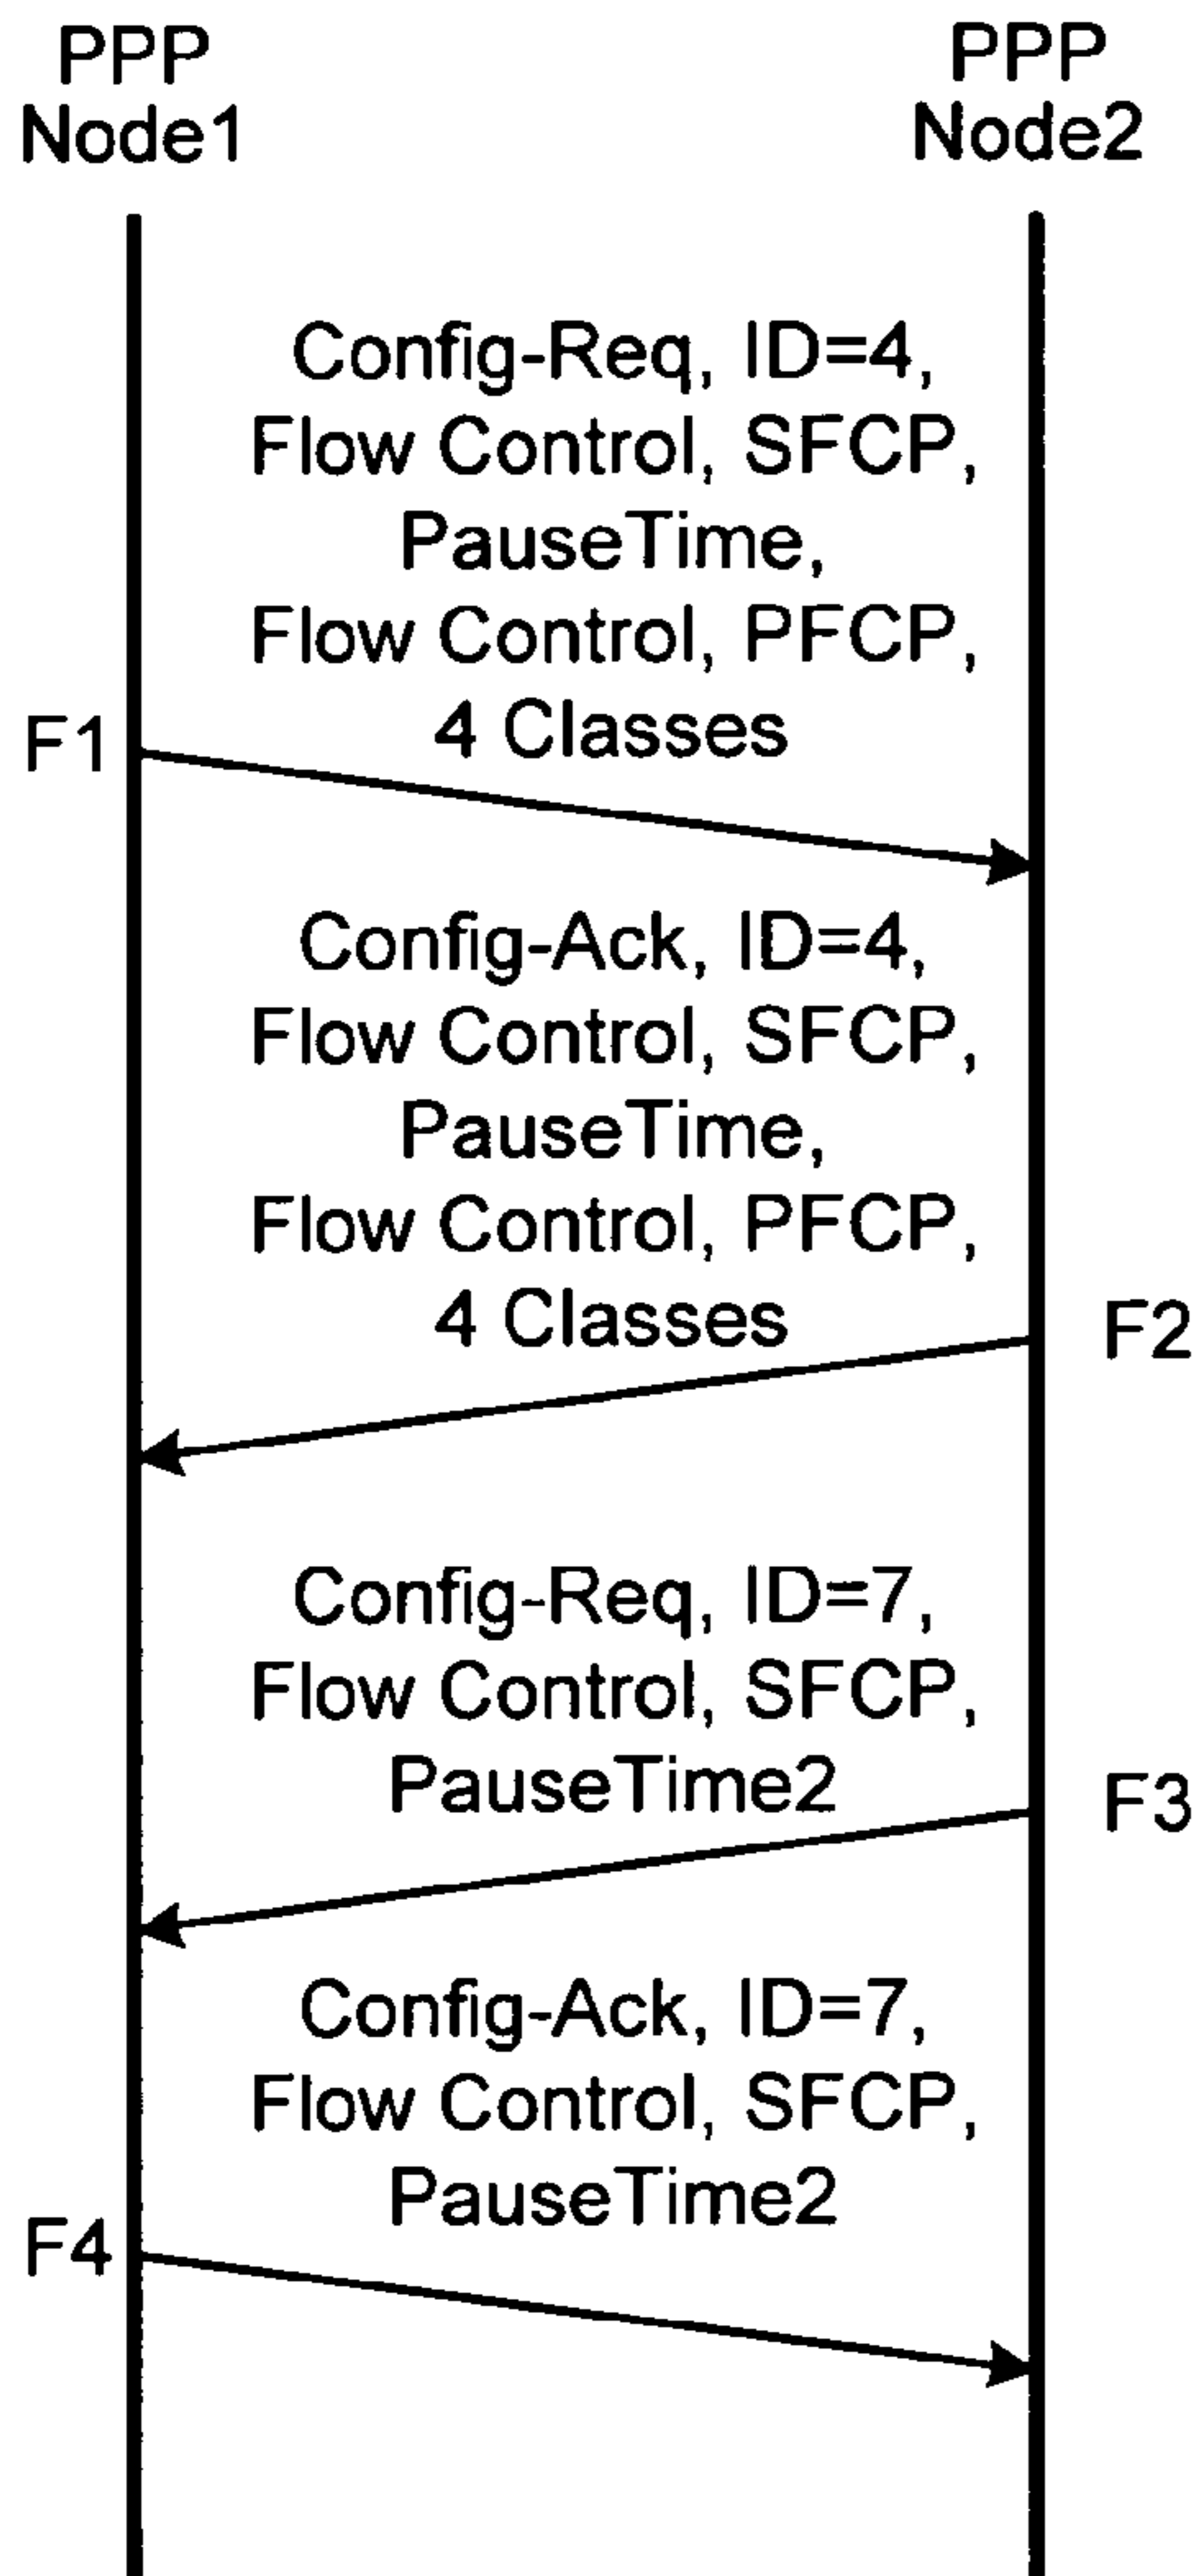 PPP
Node1
PPP
Node2
Config-Req, ID=4,
Flow Control, SFCP,
PauseTime,
Flow Control, PFCP,
4 Classes
F1
Config-Ack, ID=4,
Flow Control, SFCP,
PauseTime,
Flow Control, PFCP,
4 Classes
F2
Config-Req, ID=7,
Flow Control, SFCP,
PauseTime2
F3
Config-Ack, ID=7,
Flow Control, SFCP,
PauseTime2
F4